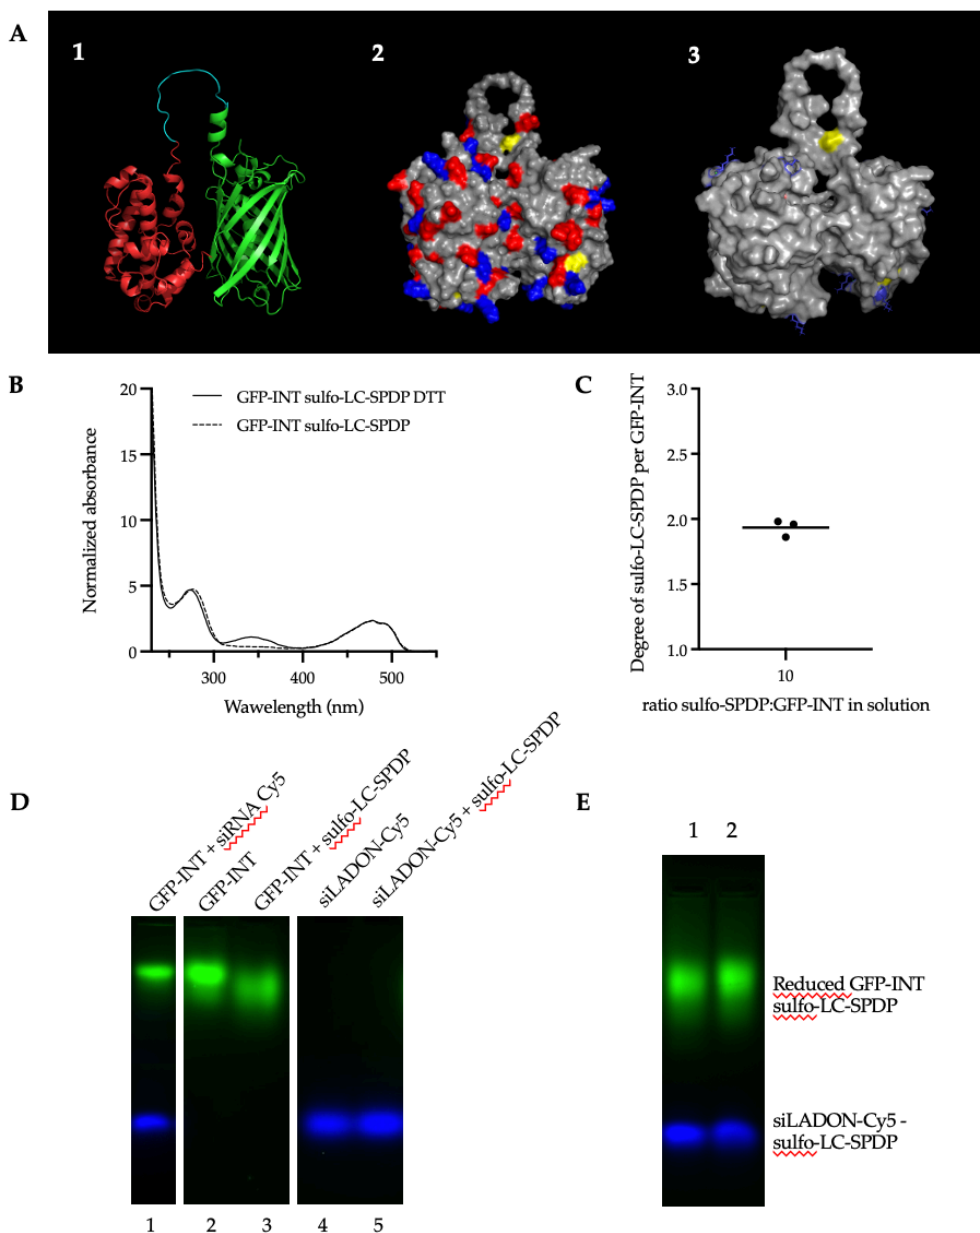 A
1
2
3
B
20
15
10
5
0
Normalized absorbance
GFP-INT sulfo-LC-SPDP DTT
GFP-INT sulfo-LC-SPDP
300
400
500
Wawelength (nm)
C
3.0
2.5
2.0
1.5
1.0
Degree of sulfo-LC-SPDP per GFP-INT
10
ratio sulfo-SPDP:GFP-INT in solution
D
GFP-INT + siRNA Cy5
GFP-INT
GFP-INT + sulfo-LC-SPDP
siLADON-Cy5
siLADON-Cy5 + sulfo-LC-SPDP
1
2
3
4
5
E
1
2
Reduced GFP-INT
sulfo-LC-SPDP
siLADON-Cy5 -
sulfo-LC-SPDP